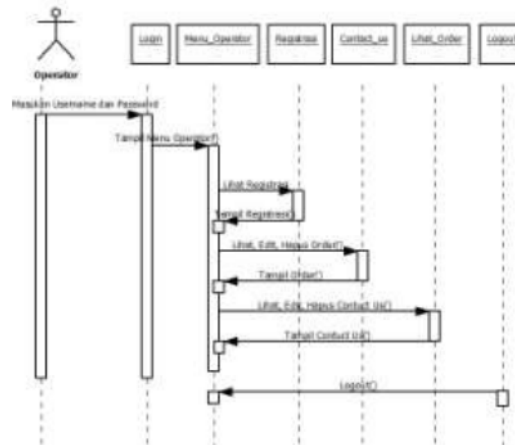 Login
Menu_Operator
Registrasi
Contact_us
Lihat_Order
Logout
Operator
Masukan Username dan Password
Tampil Menu Operator()
Lihat Registrasi
Tampil Registrasi()
Lihat, Edit, Hapus Order()
Tampil Order()
Lihat, Edit, Hapus Contact Us()
Tampil Contact Us()
Logout()